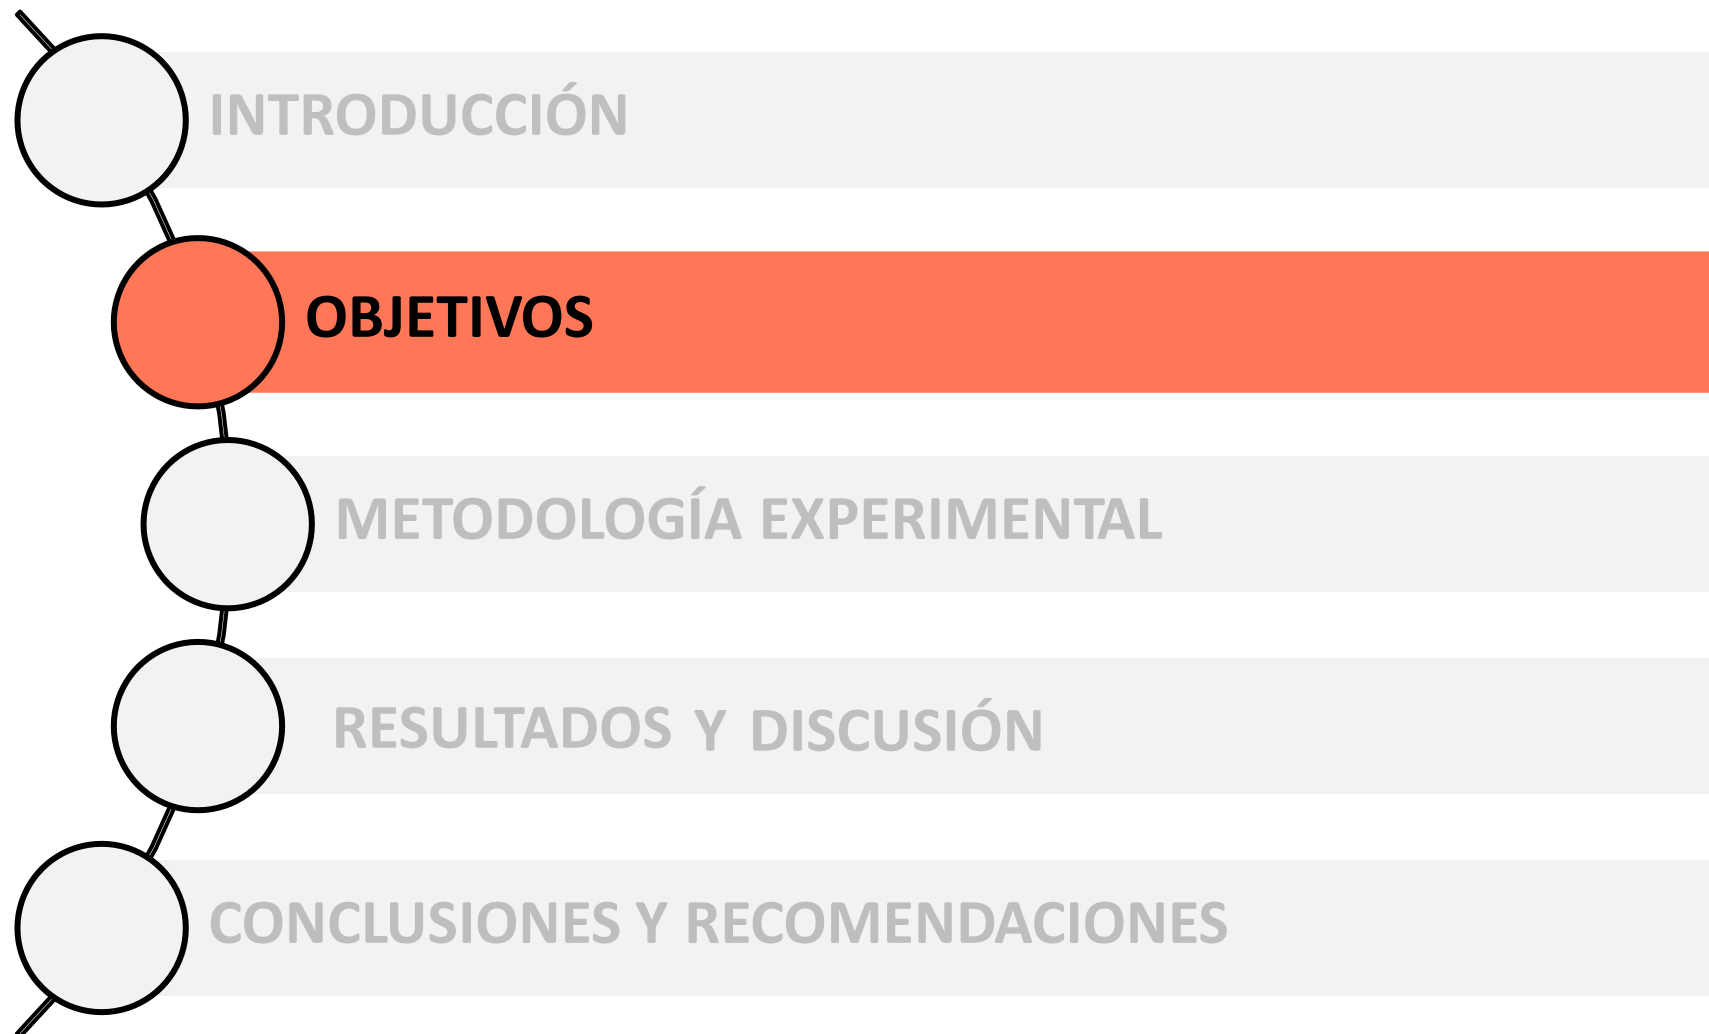 INTRODUCCIÓN
OBJETIVOS
METODOLOGÍA EXPERIMENTAL
RESULTADOS Y DISCUSIÓN
CONCLUSIONES Y RECOMENDACIONES